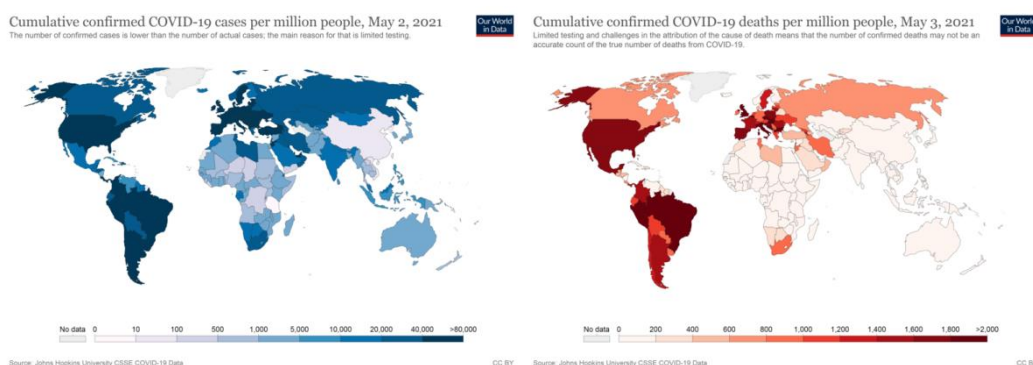 Cumulative confirmed COVID-19 cases per million people, May 2, 2021
The number of confirmed cases is lower than the number of actual cases; the main reason for that is limited testing.
Our World
in Data
No data 0 10 100 500 1,000 5,000 10,000 20,000 40,000 >80,000
Source: Johns Hopkins University CSSE COVID-19 Data
CC BY
Cumulative confirmed COVID-19 deaths per million people, May 3, 2021
Limited testing and challenges in the attribution of the cause of death means that the number of confirmed deaths may not be an
accurate count of the true number of deaths from COVID-19.
Our World
in Data
No data 0 200 400 600 800 1,000 1,200 1,400 1,600 1,800 >2,000
Source: Johns Hopkins University CSSE COVID-19 Data
CC BY